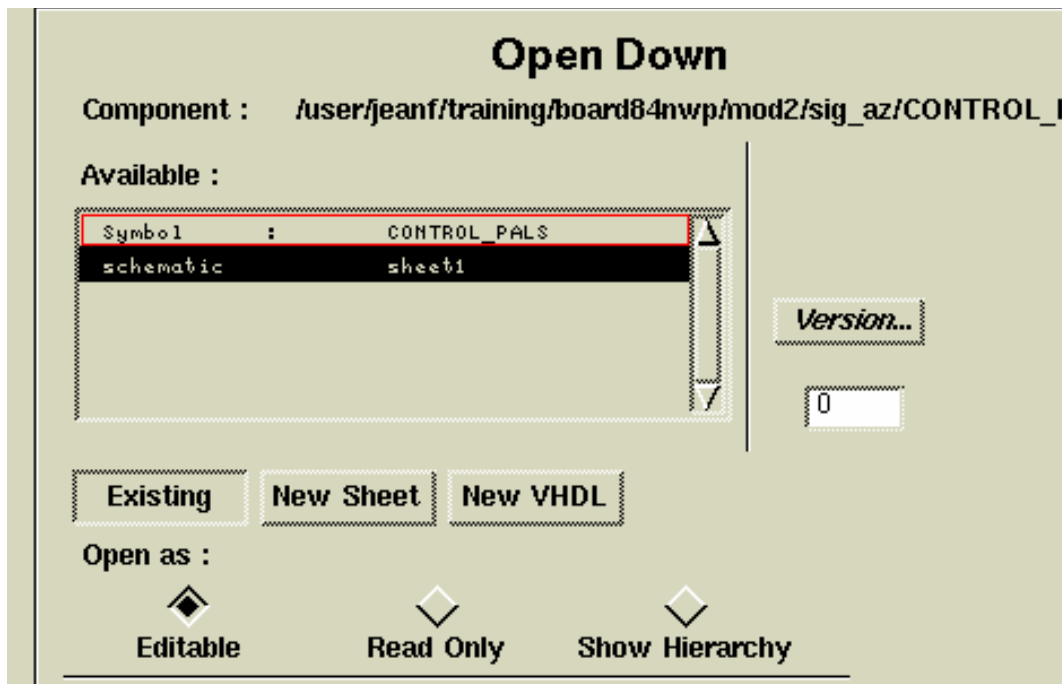 Open Down
Component : /user/jeanf/training/board84nwp/mod2/sig_az/CONTROL_
Available :
Symbol : CONTROL_PALS
schematic sheet1
Version...
0
Existing New Sheet New VHDL
Open as :
Editable Read Only Show Hierarchy